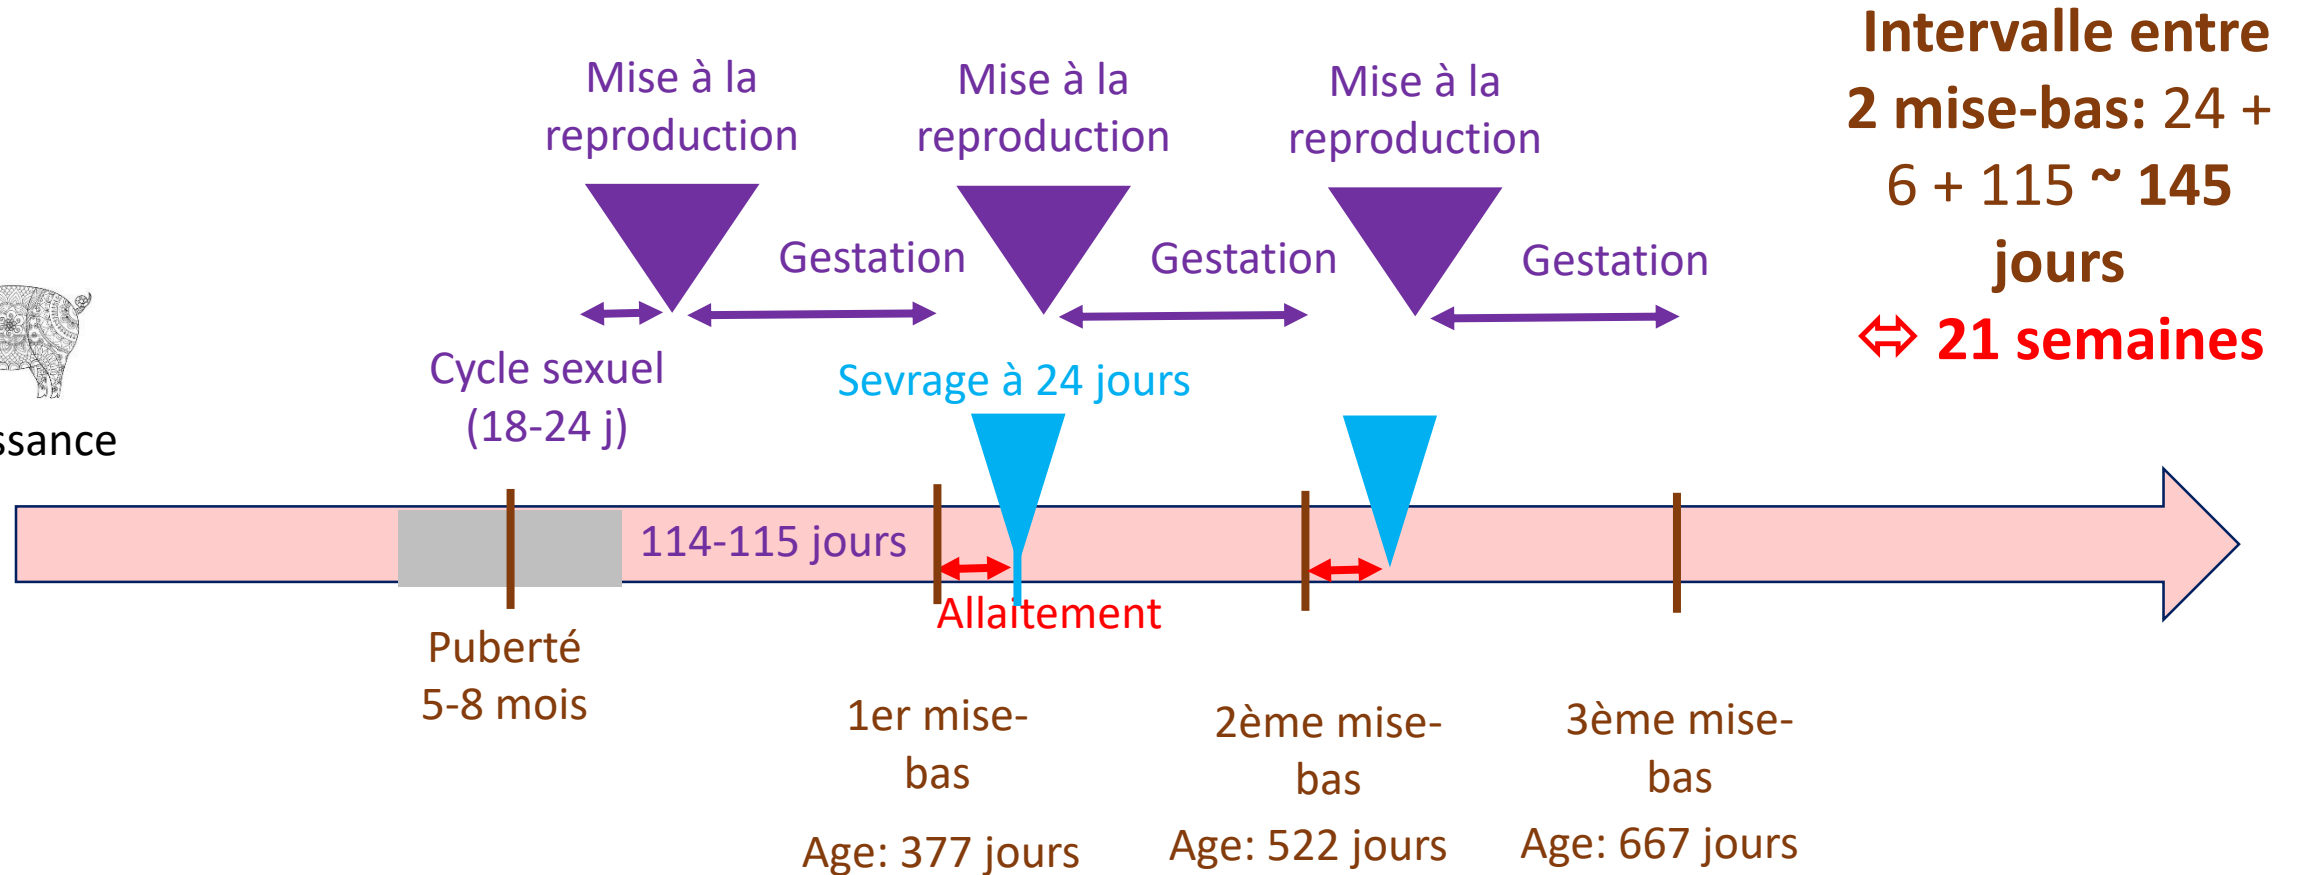 Mise à la
reproduction
Mise à la
reproduction
Mise à la
reproduction
Intervalle entre
2 mise-bas: 24 +
6 + 115 ~ 145
jours
⬄ 21 semaines
Gestation
Gestation
Gestation
Cycle sexuel
(18-24 j)
Sevrage à 24 jours
ssance
114-115 jours
Allaitement
Puberté
5-8 mois
1er mise-
bas
Age: 377 jours
2ème mise-
bas
Age: 522 jours
3ème mise-
bas
Age: 667 jours